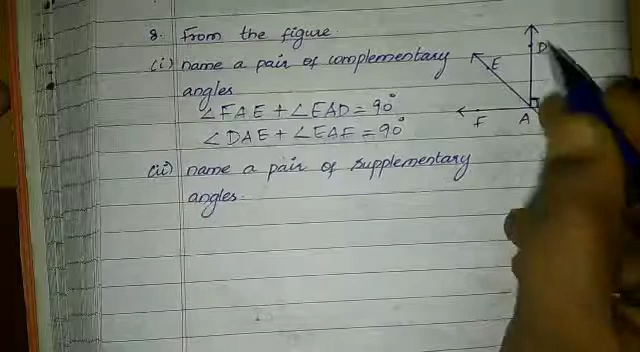 8. From the figure.
(i) name a pair of complementary
angles
∠FAE + ∠EAD = 90°
∠DAE + ∠EAF = 90°
(ii) name a pair of supplementary
angles.
D
E
F
A